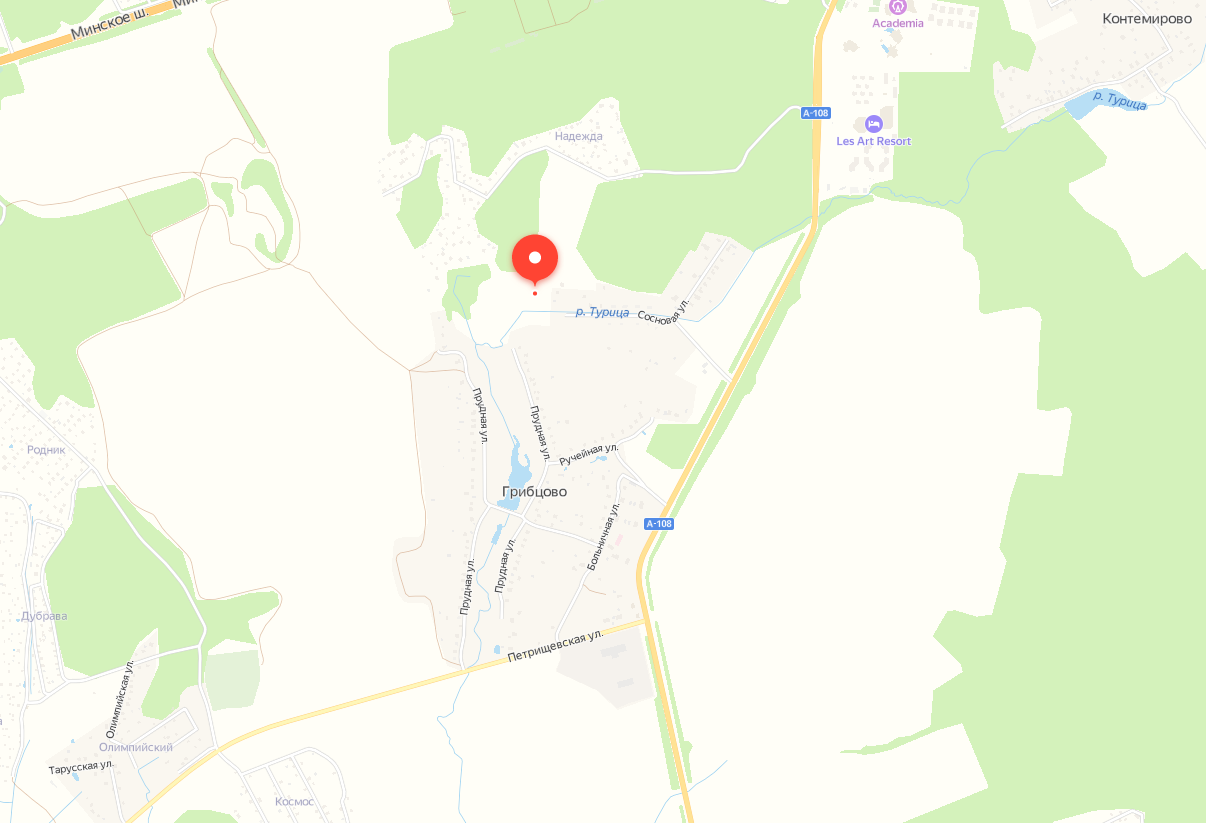 Минское ш.
Ми
Academia
Контемирово
р. Турица
А-108
Les Art Resort
Надежда
р. Турица
Сосновая ул.
Прудная ул.
Прудная ул.
Ручейная ул.
Родник
Грибцово
А-108
Больничная ул.
Прудная ул.
Прудная ул.
Дубрава
Петрищевская ул.
Олимпийская ул.
а
Олимпийский
Тарусская ул.
Космос